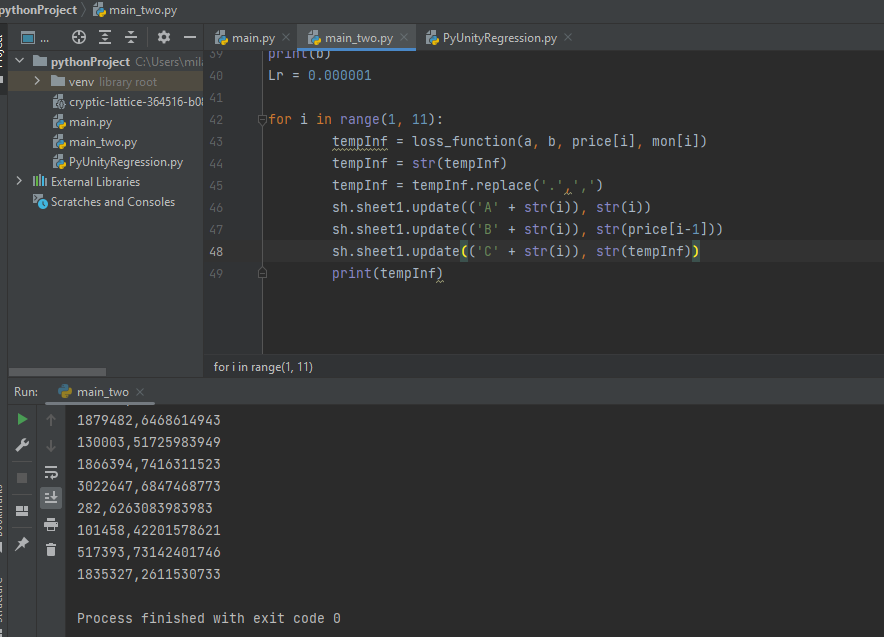 pythonProject main_two.py
... main.py main_two.py PyUnityRegression.py
pythonProject C:\Users\mila
venv library root
cryptic-lattice-364516-b08
main.py
main_two.py
PyUnityRegression.py
External Libraries
Scratches and Consoles
39 print(b)
40 Lr = 0.000001
41
42 for i in range(1, 11):
43 tempInf = loss_function(a, b, price[i], mon[i])
44 tempInf = str(tempInf)
45 tempInf = tempInf.replace('.',',')
46 sh.sheet1.update(('A' + str(i)), str(i))
47 sh.sheet1.update(('B' + str(i)), str(price[i-1]))
48 sh.sheet1.update(('C' + str(i)), str(tempInf))
49 print(tempInf)
for i in range(1, 11)
Run: main_two
1879482,6468614943
130003,51725983949
1866394,7416311523
3022647,6847468773
282,6263083983983
101458,42201578621
517393,73142401746
1835327,2611530733
Process finished with exit code 0